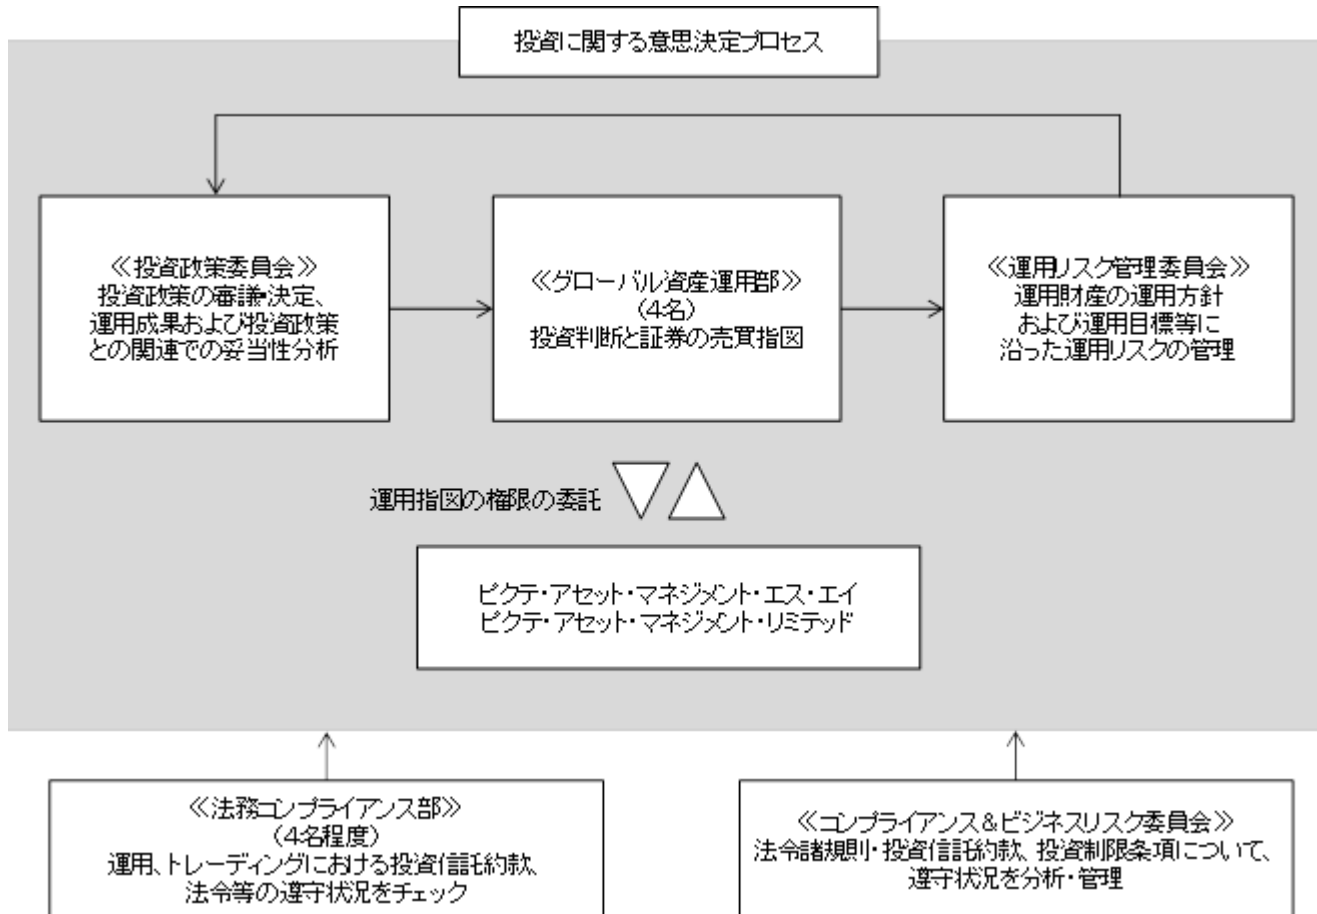 投資に関する意思決定プロセス
≪投資政策委員会≫
投資政策の審議・決定、
運用成果および投資政策
との関連での妥当性分析
≪グローバル資産運用部≫
(4名)
投資判断と証券の売買指図
≪運用リスク管理委員会≫
運用財産の運用方針
および運用目標等に
沿った運用リスクの管理
運用指図の権限の委託
ピクテ・アセット・マネジメント・エス・エイ
ピクテ・アセット・マネジメント・リミテッド
≪法務コンプライアンス部≫
(4名程度)
運用、トレーディングにおける投資信託約款、
法令等の遵守状況をチェック
≪コンプライアンス&ビジネスリスク委員会≫
法令諸規則・投資信託約款、投資制限条項について、
遵守状況を分析・管理